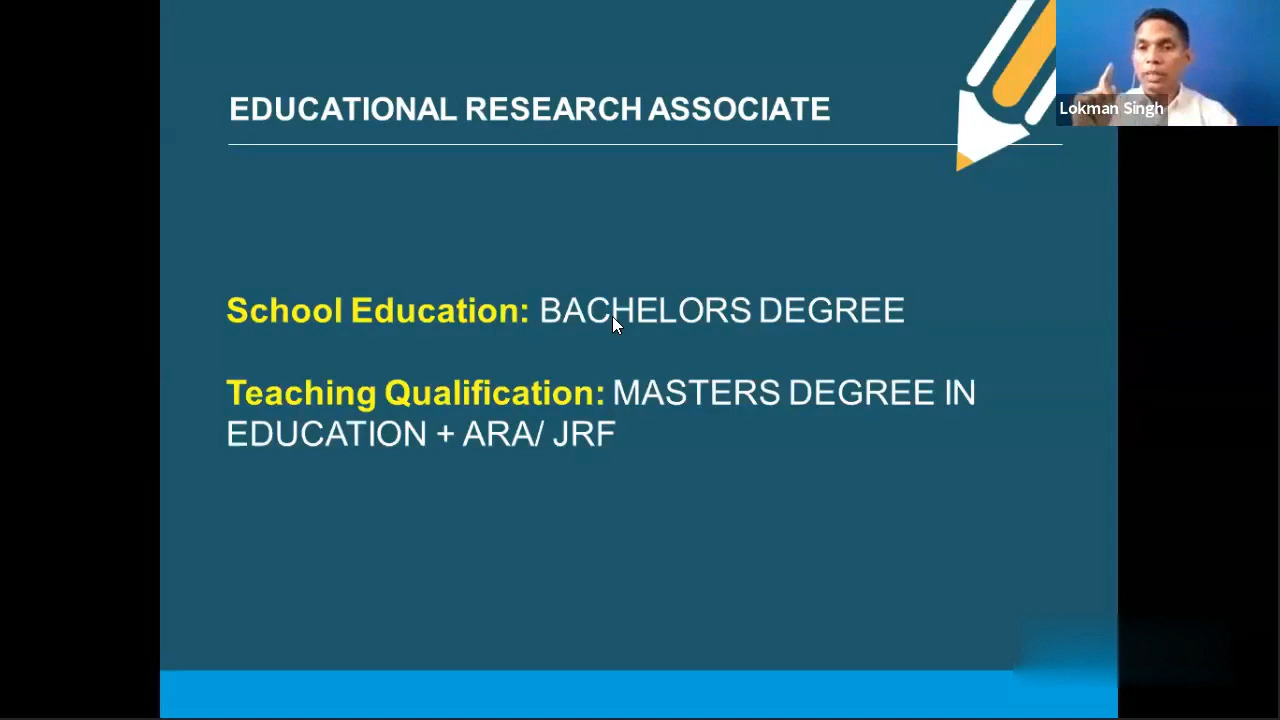 EDUCATIONAL RESEARCH ASSOCIATE
Lokman Singh
School Education: BACHELORS DEGREE
Teaching Qualification: MASTERS DEGREE IN
EDUCATION + ARA/ JRF